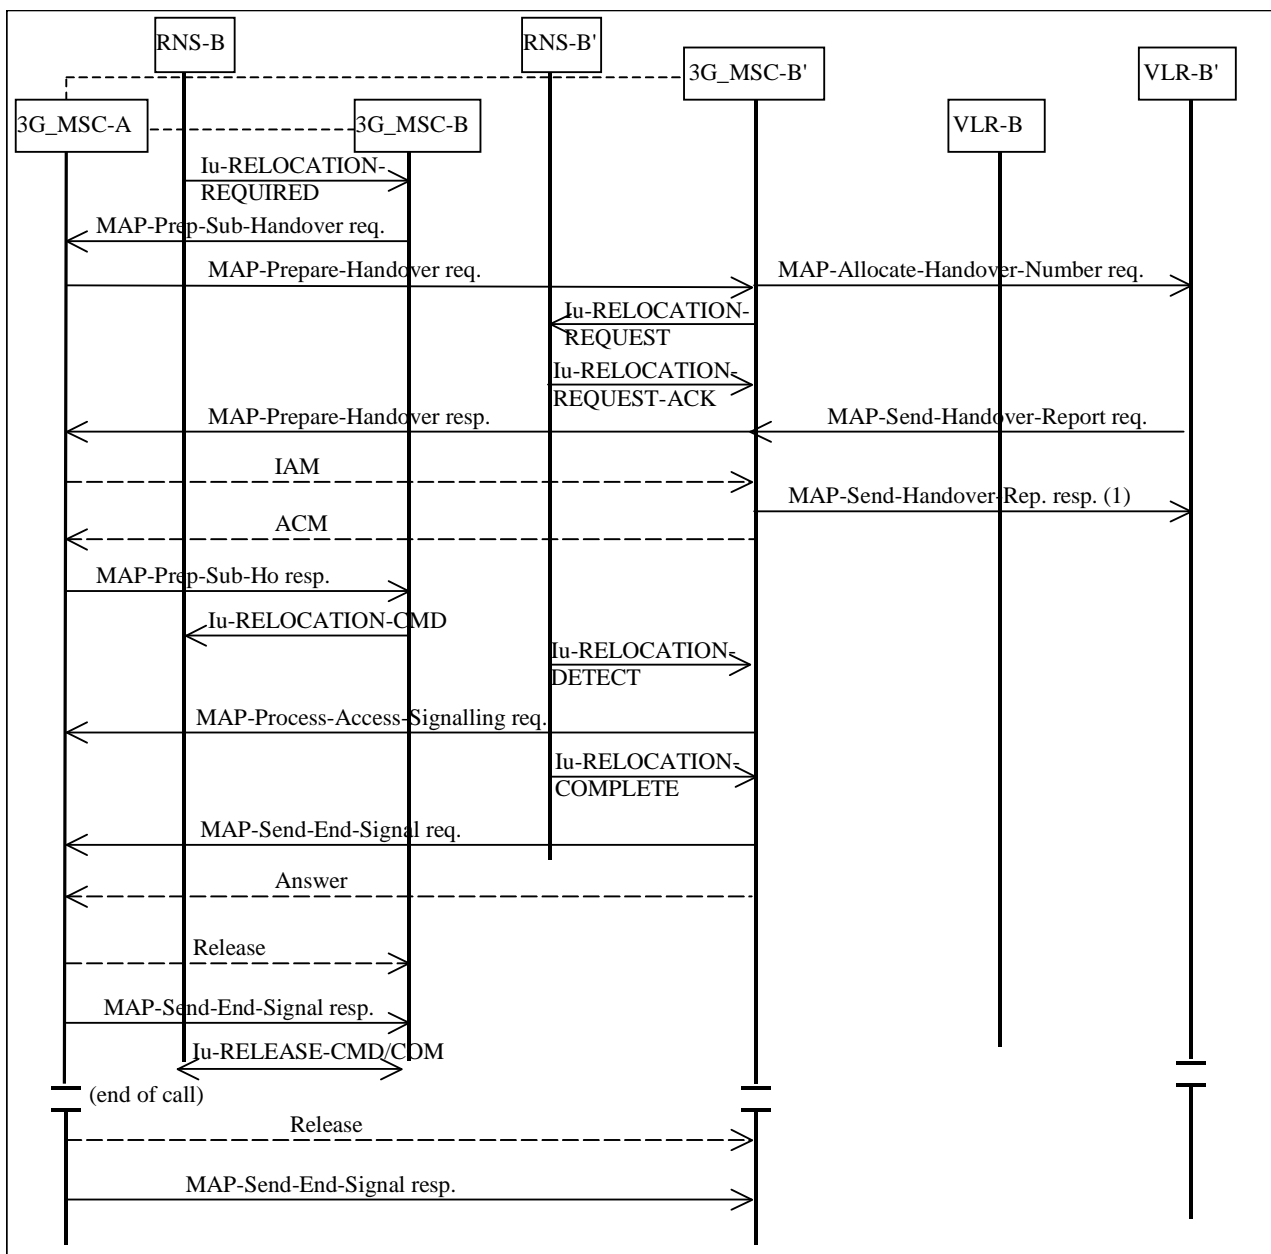 RNS-B
RNS-B'
3G_MSC-B'
VLR-B'
3G_MSC-A
3G_MSC-B
VLR-B
Iu-RELOCATION-
REQUIRED
MAP-Prep-Sub-Handover req.
MAP-Prepare-Handover req.
MAP-Allocate-Handover-Number req.
Iu-RELOCATION-
REQUEST
Iu-RELOCATION-
REQUEST-ACK
MAP-Prepare-Handover resp.
MAP-Send-Handover-Report req.
IAM
MAP-Send-Handover-Rep. resp. (1)
ACM
MAP-Prep-Sub-Ho resp.
Iu-RELOCATION-CMD
Iu-RELOCATION-
DETECT
MAP-Process-Access-Signalling req.
Iu-RELOCATION-
COMPLETE
MAP-Send-End-Signal req.
Answer
Release
MAP-Send-End-Signal resp.
Iu-RELEASE-CMD/COM
(end of call)
Release
MAP-Send-End-Signal resp.